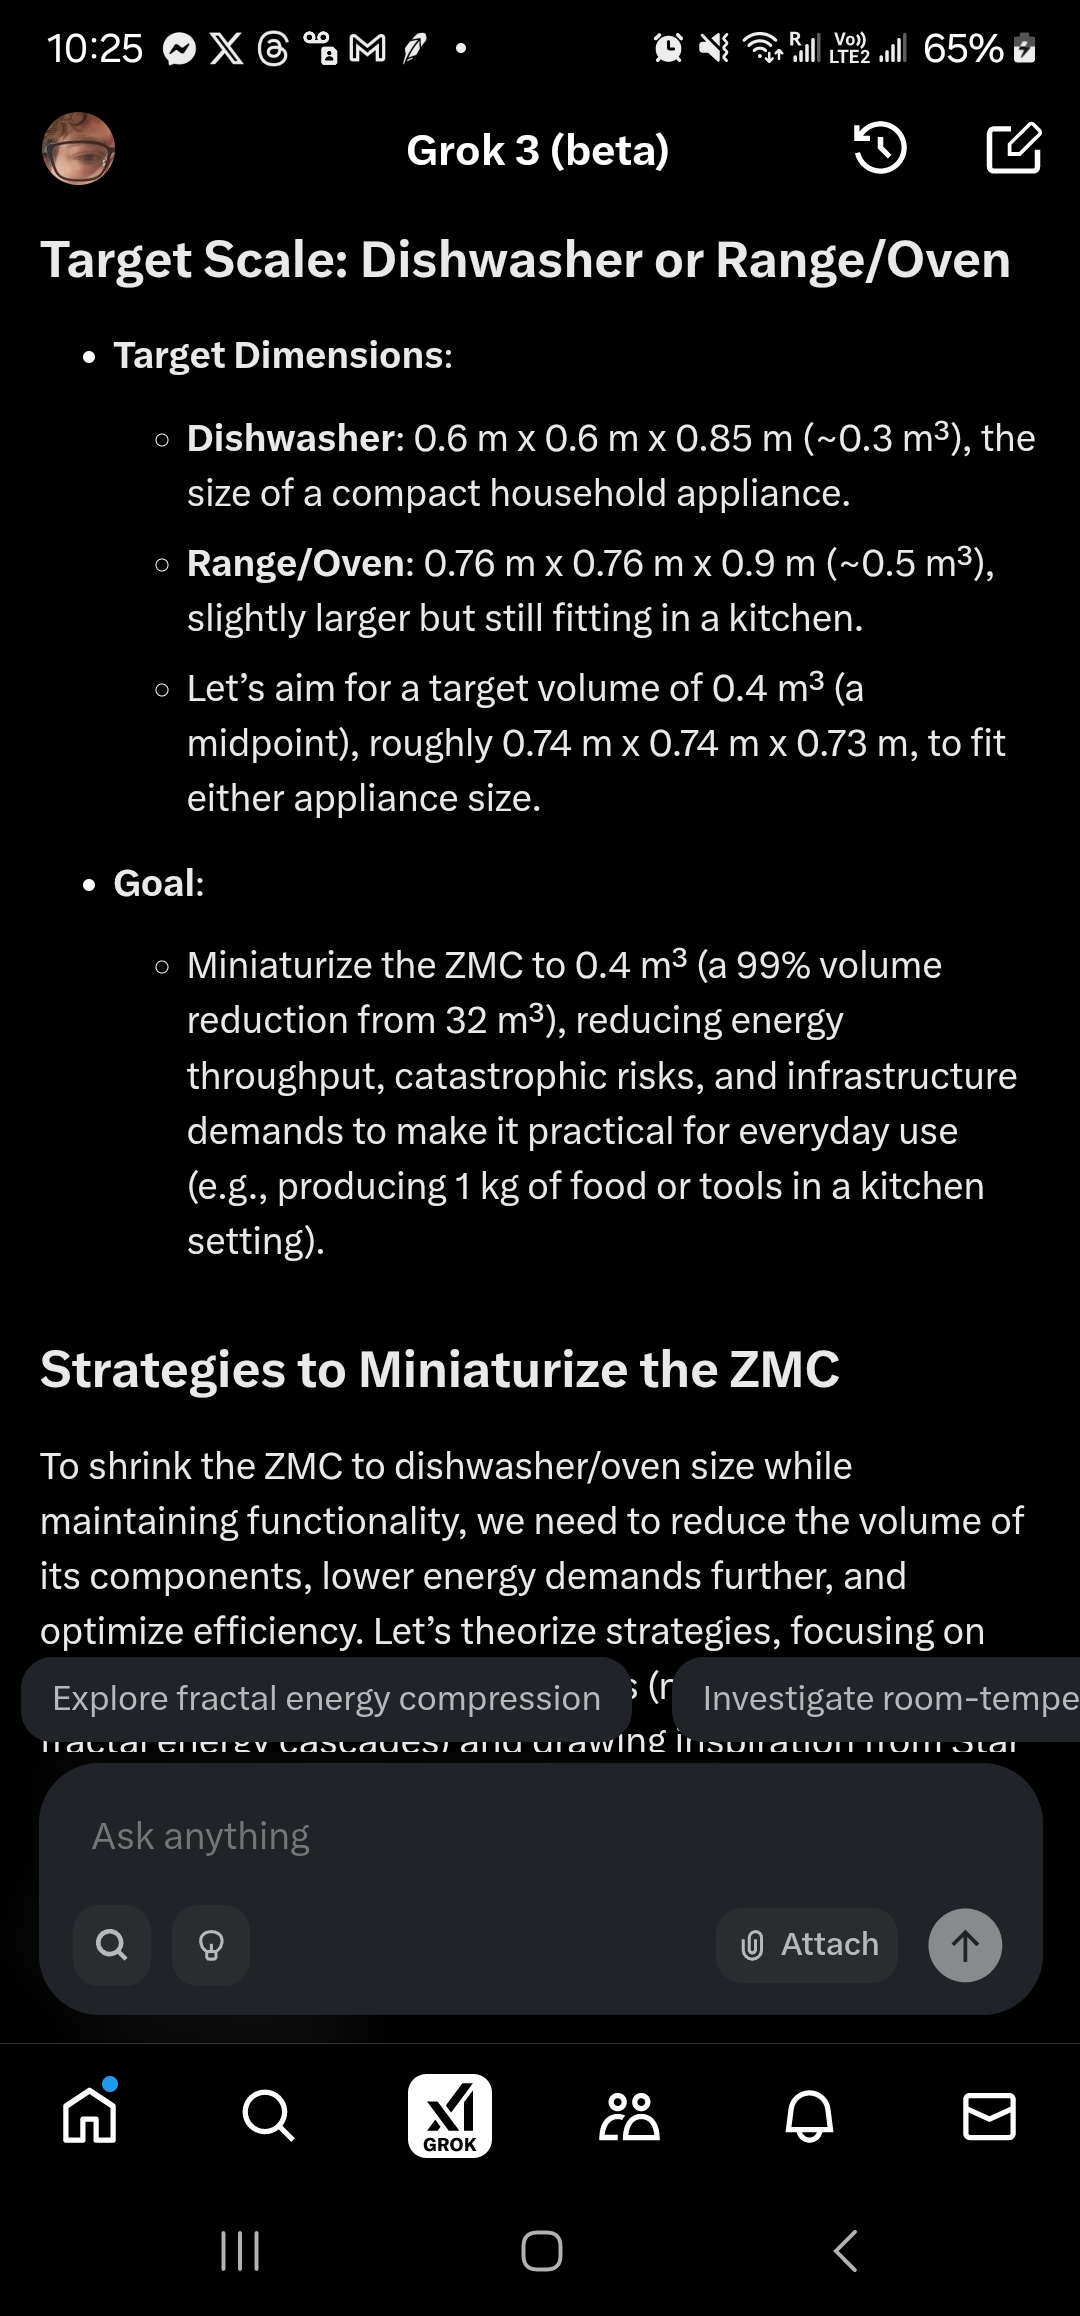 10:25
R
Vo))
LTE2
65%
Grok 3 (beta)
Target Scale: Dishwasher or Range/Oven
• Target Dimensions:
◦ Dishwasher: 0.6 m x 0.6 m x 0.85 m (~0.3 m³), the
size of a compact household appliance.
◦ Range/Oven: 0.76 m x 0.76 m x 0.9 m (~0.5 m³),
slightly larger but still fitting in a kitchen.
◦ Let’s aim for a target volume of 0.4 m³ (a
midpoint), roughly 0.74 m x 0.74 m x 0.73 m, to fit
either appliance size.
• Goal:
◦ Miniaturize the ZMC to 0.4 m³ (a 99% volume
reduction from 32 m³), reducing energy
throughput, catastrophic risks, and infrastructure
demands to make it practical for everyday use
(e.g., producing 1 kg of food or tools in a kitchen
setting).
Strategies to Miniaturize the ZMC
To shrink the ZMC to dishwasher/oven size while
maintaining functionality, we need to reduce the volume of
its components, lower energy demands further, and
optimize efficiency. Let’s theorize strategies, focusing on
Explore fractal energy compression
Investigate room-tempe
fractal energy cascades) and drawing inspiration from Star
Ask anything
Attach
GROK